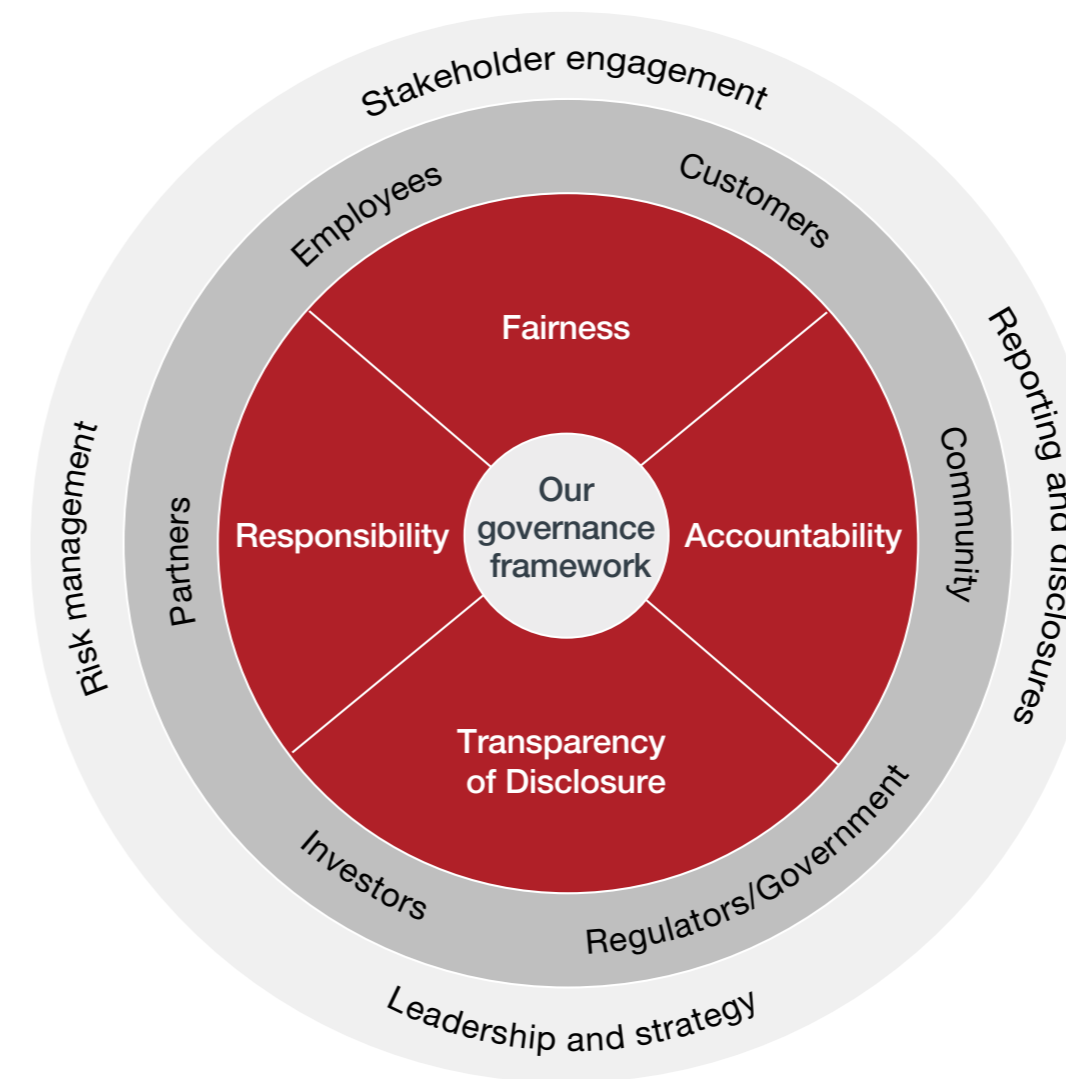 Stakeholder engagement
Employees
Customers
Fairness
Reporting and disclosures
Risk management
Partners
Responsibility
Our
governance
framework
Accountability
Community
Transparency
of Disclosure
Investors
Regulators/Government
Leadership and strategy